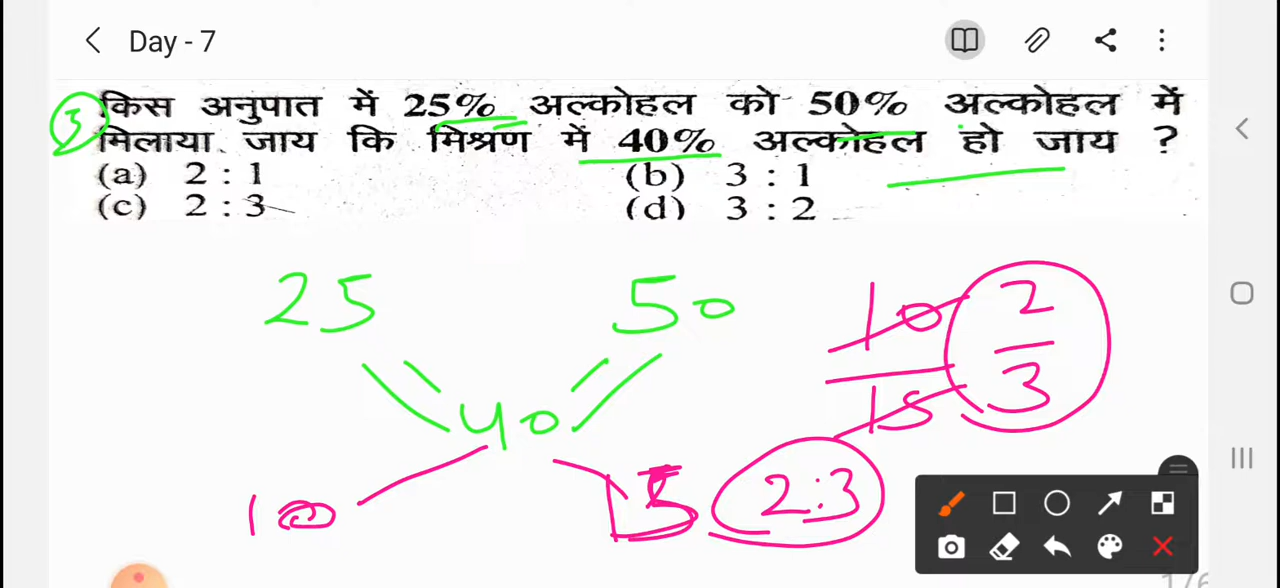 Day - 7
3 किस अनुपात में 25% अल्कोहल को 50% अल्कोहल में
मिलाया जाय कि मिश्रण में 40% अल्कोहल हो जाय ?
(a) 2 : 1 (b) 3 : 1
(c) 2 : 3 (d) 3 : 2
25 50
40
10 15
10 2
15 3
2:3